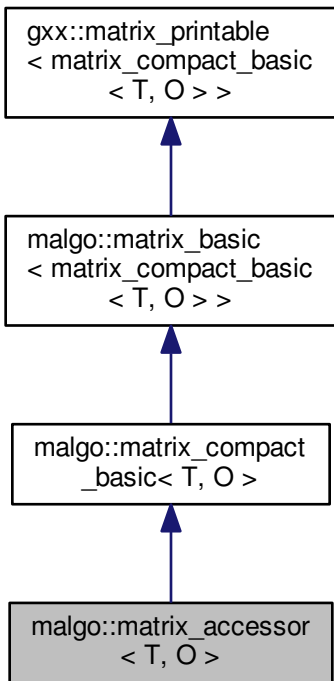 gxx::matrix_printable
< matrix_compact_basic
< T, O > >
malgo::matrix_basic
< matrix_compact_basic
< T, O > >
malgo::matrix_compact
_basic< T, O >
malgo::matrix_accessor
< T, O >